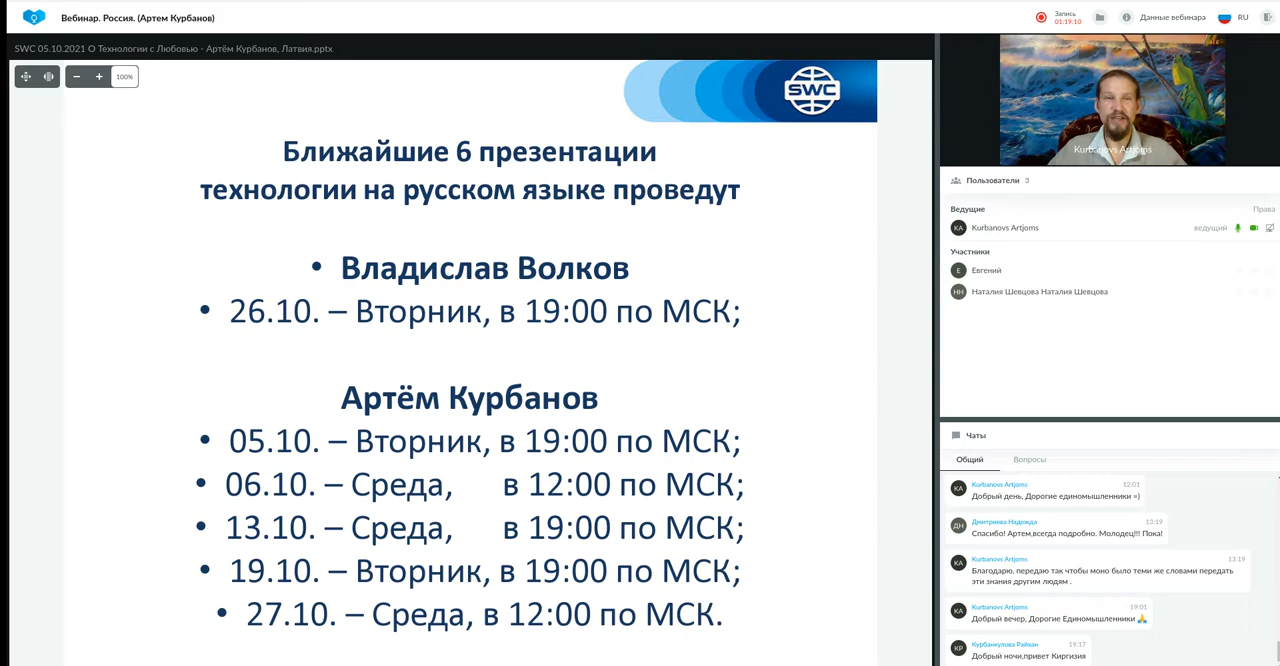 Вебинар. Россия. (Артем Курбанов)
Запись
01:19:10
Данные вебинара
RU
SWC 05.10.2021 О Технологии с Любовью - Артём Курбанов, Латвия.pptx
100%
SWC
Ближайшие 6 презентации
технологии на русском языке проведут
• Владислав Волков
• 26.10. – Вторник, в 19:00 по МСК;
Артём Курбанов
• 05.10. – Вторник, в 19:00 по МСК;
• 06.10. – Среда, в 12:00 по МСК;
• 13.10. – Среда, в 19:00 по МСК;
• 19.10. – Вторник, в 19:00 по МСК;
• 27.10. – Среда, в 12:00 по МСК.
Kurbanovs Artjoms
Пользователи 3
Ведущие Права
KA Kurbanovs Artjoms ведущий
Участники
Е Евгений
НН Наталия Шевцова Наталия Шевцова
Чаты
Общий Вопросы
KA Kurbanovs Artjoms 12:01
Добрый день, Дорогие единомышленники =)
ДН Дмитриева Надежда 13:19
Спасибо! Артем,всегда подробно. Молодец!!! Пока!
KA Kurbanovs Artjoms 13:19
Благодарю, передаю так чтобы моно было теми же словами передать
эти знания другим людям .
KA Kurbanovs Artjoms 19:01
Добрый вечер, Дорогие Единомышленники 🙏
КР Курбанкулова Райкан 19:17
Добрый ночи,привет Киргизия